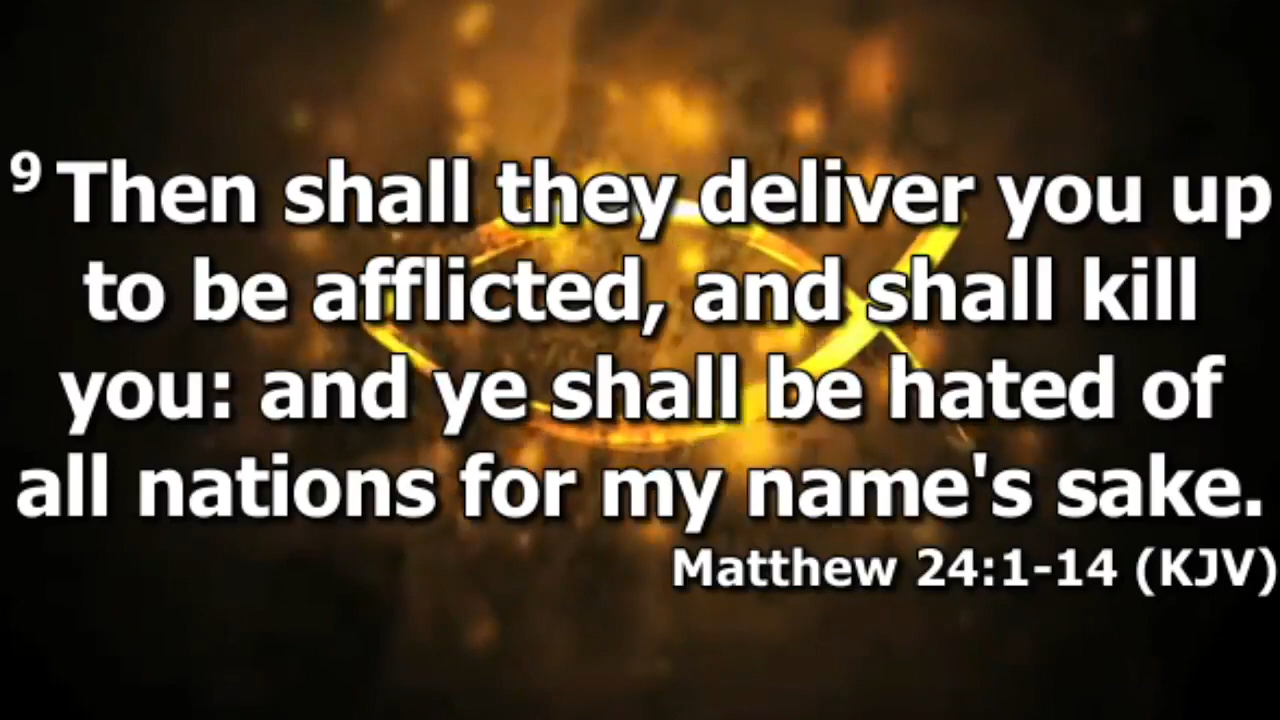 9 Then shall they deliver you up
to be afflicted, and shall kill
you: and ye shall be hated of
all nations for my name's sake.
Matthew 24:1-14 (KJV)